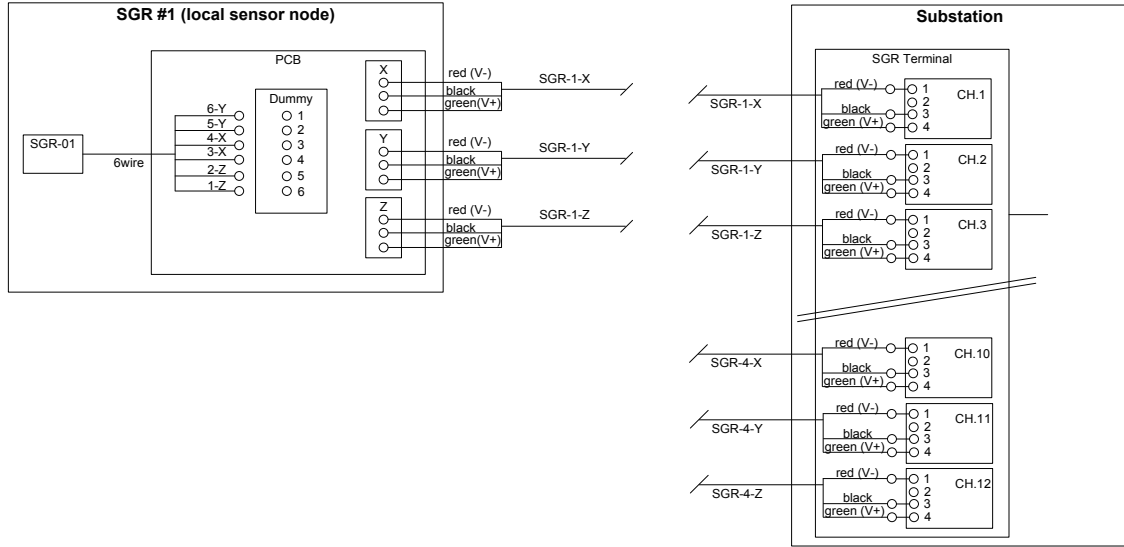 SGR #1 (local sensor node)
PCB
SGR-01
6wire
6-Y
5-Y
4-X
3-X
2-Z
1-Z
Dummy
1
2
3
4
5
6
X
red (V-)
black
green(V+)
SGR-1-X
Y
red (V-)
black
green(V+)
SGR-1-Y
Z
red (V-)
black
green(V+)
SGR-1-Z
Substation
SGR Terminal
SGR-1-X
red (V-)
black
green (V+)
1
2
3
4
CH.1
SGR-1-Y
red (V-)
black
green (V+)
1
2
3
4
CH.2
SGR-1-Z
red (V-)
black
green (V+)
1
2
3
4
CH.3
SGR-4-X
red (V-)
black
green (V+)
1
2
3
4
CH.10
SGR-4-Y
red (V-)
black
green (V+)
1
2
3
4
CH.11
SGR-4-Z
red (V-)
black
green (V+)
1
2
3
4
CH.12